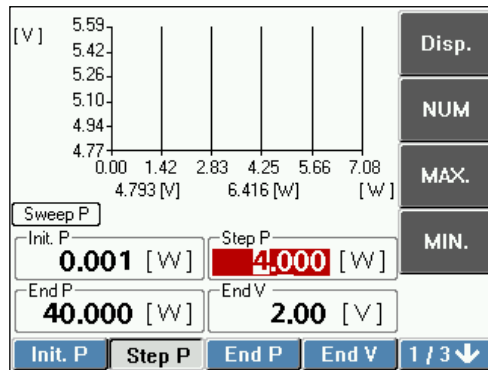 [V]
5.59
5.42
5.26
5.10
4.94
4.77
0.00 1.42 2.83 4.25 5.66 7.08
4.793 [V] 6.416 [W] [W]
Disp.
NUM
MAX.
MIN.
Sweep P
Init. P Step P
0.001 [W] 4.000 [W]
End P End V
40.000 [W] 2.00 [V]
Init. P Step P End P End V 1/3